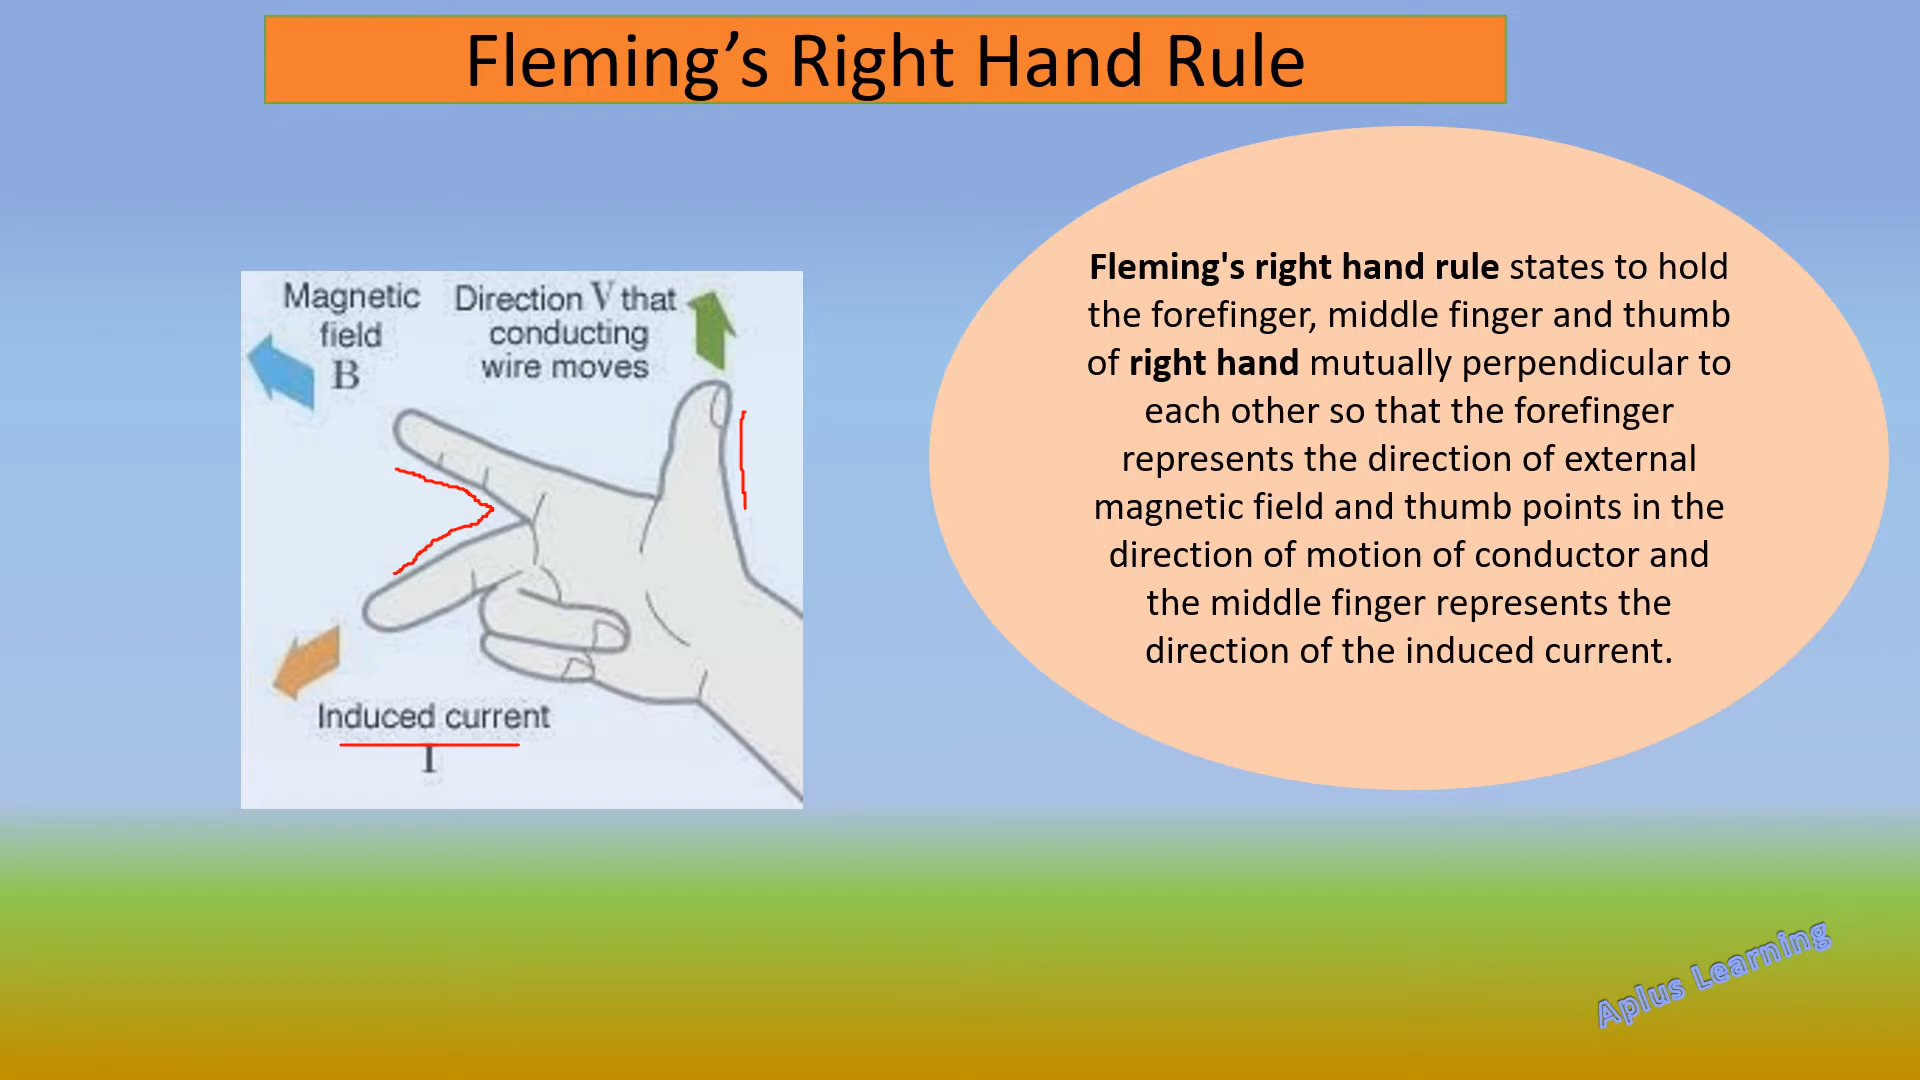 Fleming’s Right Hand Rule
Magnetic
field
B
Direction V that
conducting
wire moves
Induced current
I
Fleming's right hand rule states to hold
the forefinger, middle finger and thumb
of right hand mutually perpendicular to
each other so that the forefinger
represents the direction of external
magnetic field and thumb points in the
direction of motion of conductor and
the middle finger represents the
direction of the induced current.
Aplus Learning